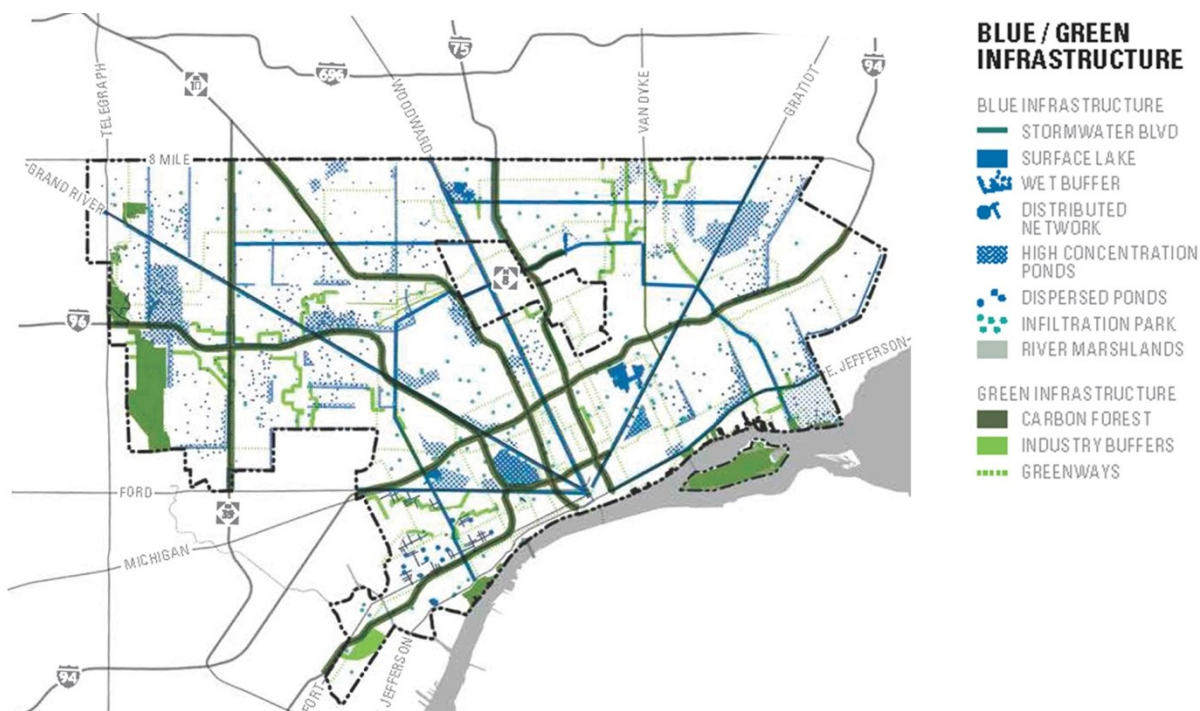 BLUE / GREEN
INFRASTRUCTURE
BLUE INFRASTRUCTURE
STORMWATER BLVD
SURFACE LAKE
WET BUFFER
DISTRIBUTED
NETWORK
HIGH CONCENTRATION
PONDS
DISPERSED PONDS
INFILTRATION PARK
RIVER MARSHLANDS
GREEN INFRASTRUCTURE
CARBON FOREST
INDUSTRY BUFFERS
GREENWAYS
75
696
94
10
TELEGRAPH
WOODWARD
VAN DYKE
GRATIOT
8 MILE
GRAND RIVER
8
96
E. JEFFERSON
FORD
39
MICHIGAN
94
FORT
JEFFERSON